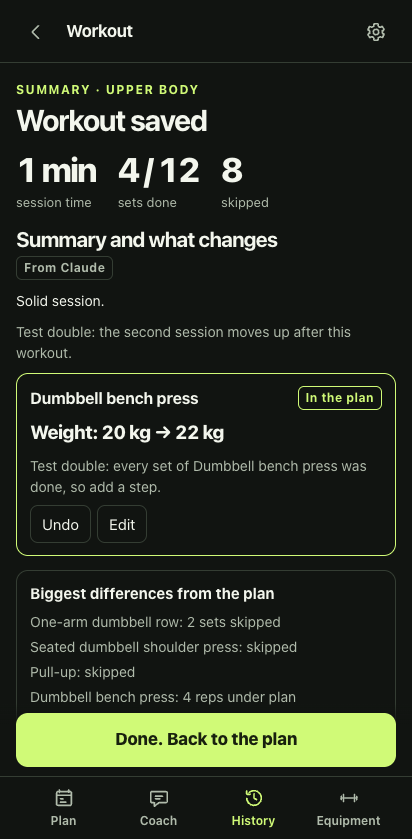 Workout
SUMMARY · UPPER BODY
Workout saved
1 min 4/12 8
session time sets done skipped
Summary and what changes
From Claude
Solid session.
Test double: the second session moves up after this
workout.
Dumbbell bench press In the plan
Weight: 20 kg → 22 kg
Test double: every set of Dumbbell bench press was
done, so add a step.
Undo Edit
Biggest differences from the plan
One-arm dumbbell row: 2 sets skipped
Seated dumbbell shoulder press: skipped
Pull-up: skipped
Dumbbell bench press: 4 reps under plan
Done. Back to the plan
Plan Coach History Equipment